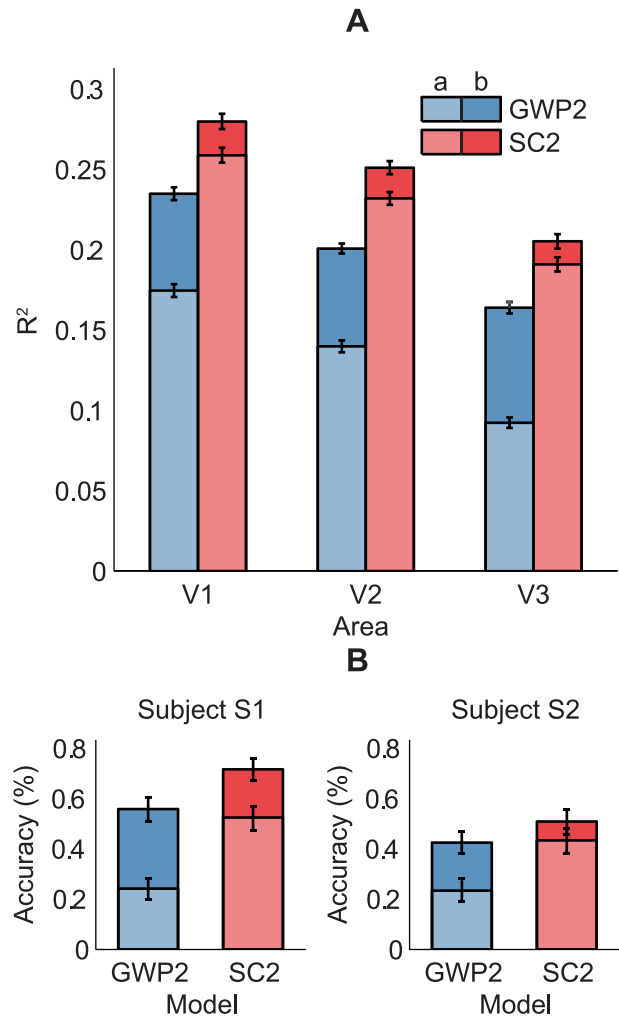 A
a b
GWP2
SC2
0.3
0.25
0.2
0.15
0.1
0.05
0
R²
V1 V2 V3
Area
B
Subject S1
0.8
0.6
0.4
0.2
0
Accuracy (%)
GWP2 SC2
Model
Subject S2
0.8
0.6
0.4
0.2
0
Accuracy (%)
GWP2 SC2
Model